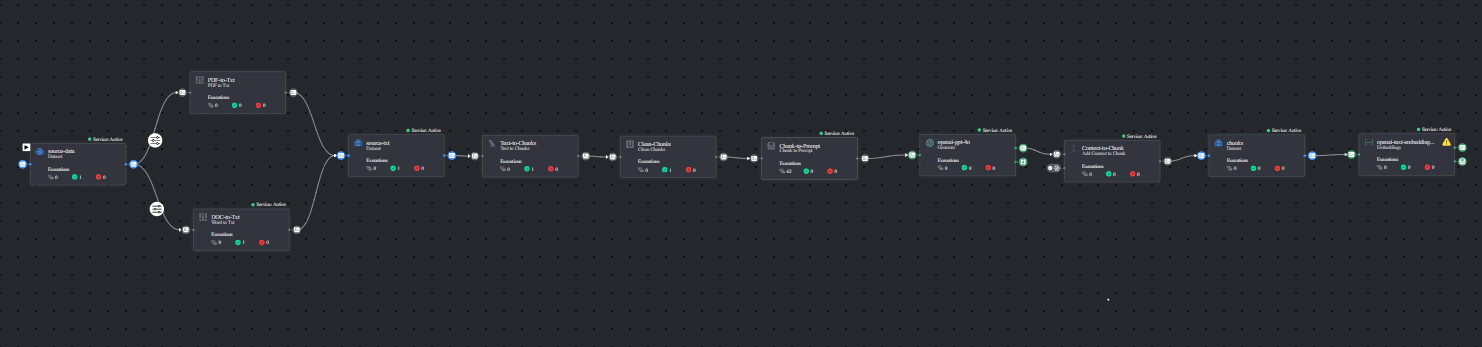 Service: Active
source-data
Dataset
Executions
0 1 0
PDF-to-Txt
PDF to Txt
Executions
0 0 0
Service: Active
DOC-to-Txt
Word to Txt
Executions
0 1 0
Service: Active
source-txt
Dataset
Executions
0 1 0
Text-to-Chunks
Text to Chunks
Executions
0 1 0
Clean-Chunks
Clean Chunks
Executions
0 1 0
Service: Active
Chunk-to-Prompt
Chunk to Prompt
Executions
62 0 0
Service: Active
openai-gpt-4o
Generate
Executions
0 0 0
Service: Active
Context-to-Chunk
Add Context to Chunk
Executions
0 0 0
Service: Active
chunks
Dataset
Executions
0 0 0
Service: Active
openai-text-embedding...
Embeddings
Executions
0 0 0